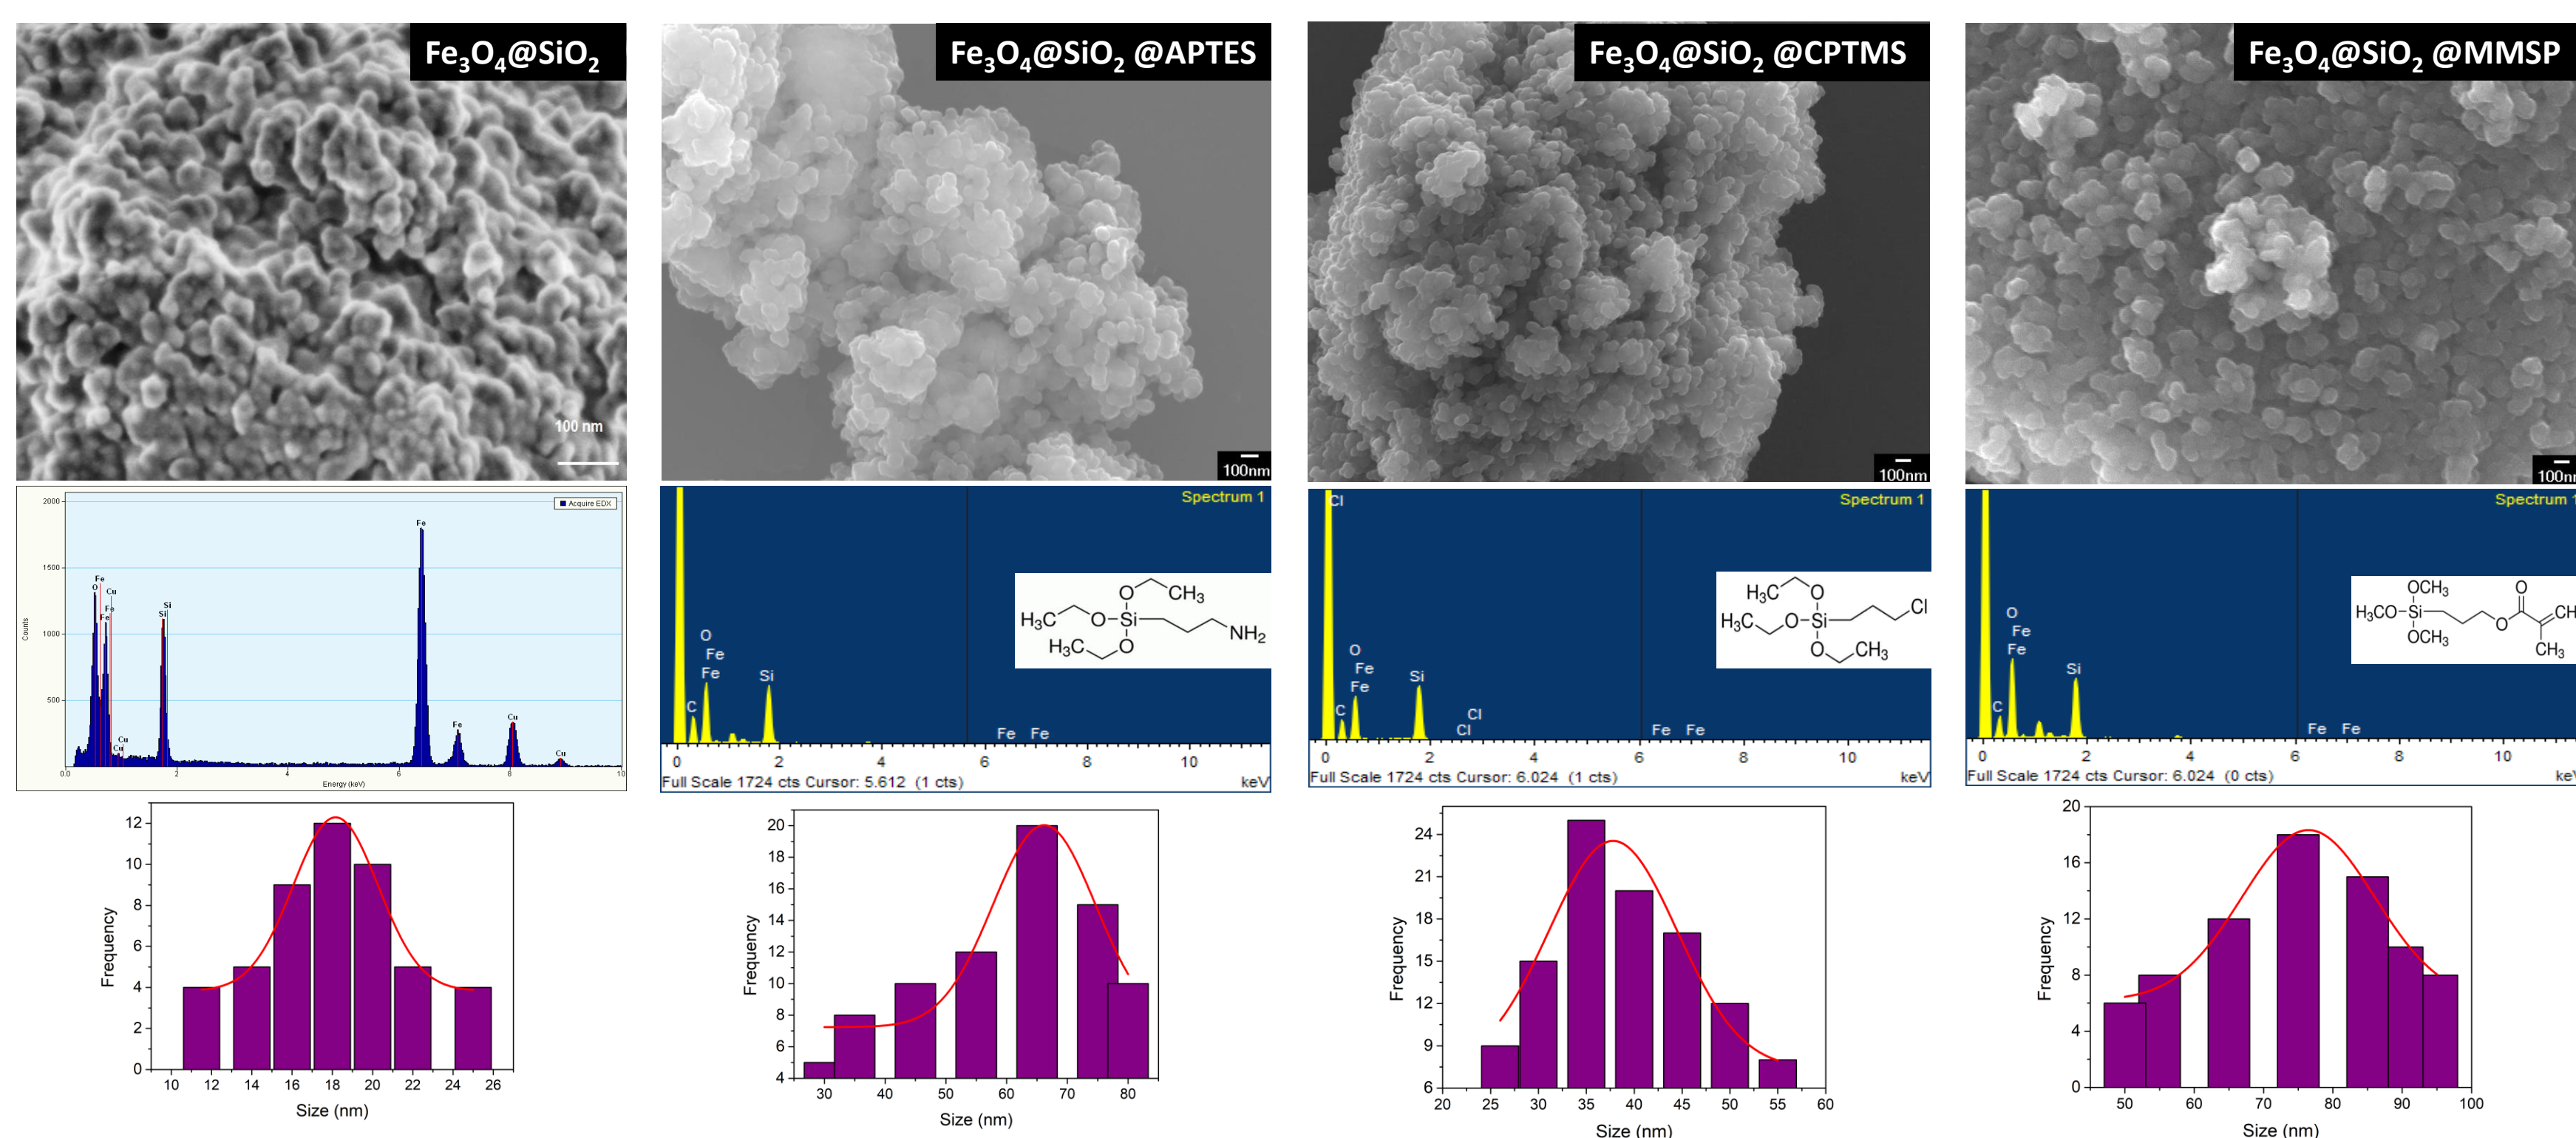 Fe3O4@SiO2
100 nm
Fe3O4@SiO2 @APTES
100nm
Fe3O4@SiO2 @CPTMS
100nm
Fe3O4@SiO2 @MMSP
2000
1500
1000
500
Counts
Acquire EDX
O
Fe
Fe
Fe
Cu
Cu
Cu
Si
Si
Fe
Fe
Cu
Cu
0.0 2 4 6 8 10
Energy (keV)
Spectrum 1
C
O
Fe
Fe
Si
Fe Fe
H3C O CH3
H3C O Si NH2
H3C O
0 2 4 6 8 10
Full Scale 1724 cts Cursor: 5.612 (1 cts) keV
Spectrum 1
Cl
C
O
Fe
Fe
Si
Cl
Cl
Fe Fe
H3C O
H3C O Si Cl
O CH3
0 2 4 6 8 10
Full Scale 1724 cts Cursor: 6.024 (1 cts) keV
Spectrum
C
O
Fe
Fe
Si
Fe Fe
OCH3 O
H3CO Si O
OCH3 CH3
0 2 4 6 8 10
Full Scale 1724 cts Cursor: 6.024 (0 cts)
Frequency
12
10
8
6
4
2
0
10 12 14 16 18 20 22 24 26
Size (nm)
Frequency
20
18
16
14
12
10
8
6
4
30 40 50 60 70 80
Size (nm)
Frequency
24
21
18
15
12
9
6
20 25 30 35 40 45 50 55 60
Size (nm)
Frequency
20
16
12
8
4
0
50 60 70 80 90 100
Size (nm)